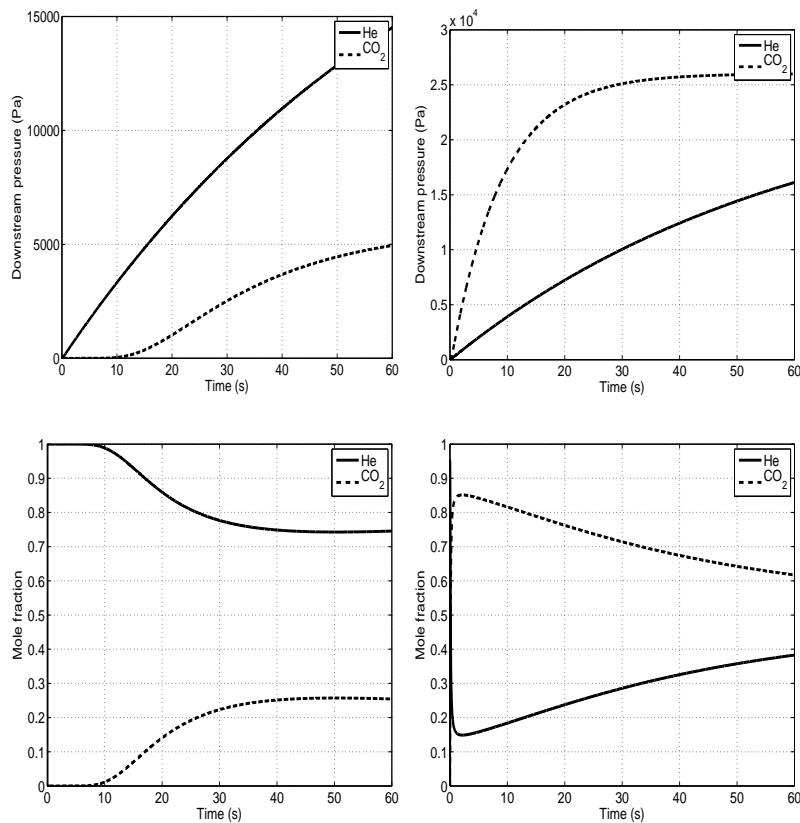 15000
10000
5000
0
Downstream pressure (Pa)
He
CO2
0 10 20 30 40 50 60
Time (s)
x 10^4
3
2.5
2
1.5
1
0.5
0
Downstream pressure (Pa)
He
CO2
0 10 20 30 40 50 60
Time (s)
1
0.9
0.8
0.7
0.6
0.5
0.4
0.3
0.2
0.1
0
Mole fraction
He
CO2
0 10 20 30 40 50 60
Time (s)
1
0.9
0.8
0.7
0.6
0.5
0.4
0.3
0.2
0.1
0
Mole fraction
He
CO2
0 10 20 30 40 50 60
Time (s)